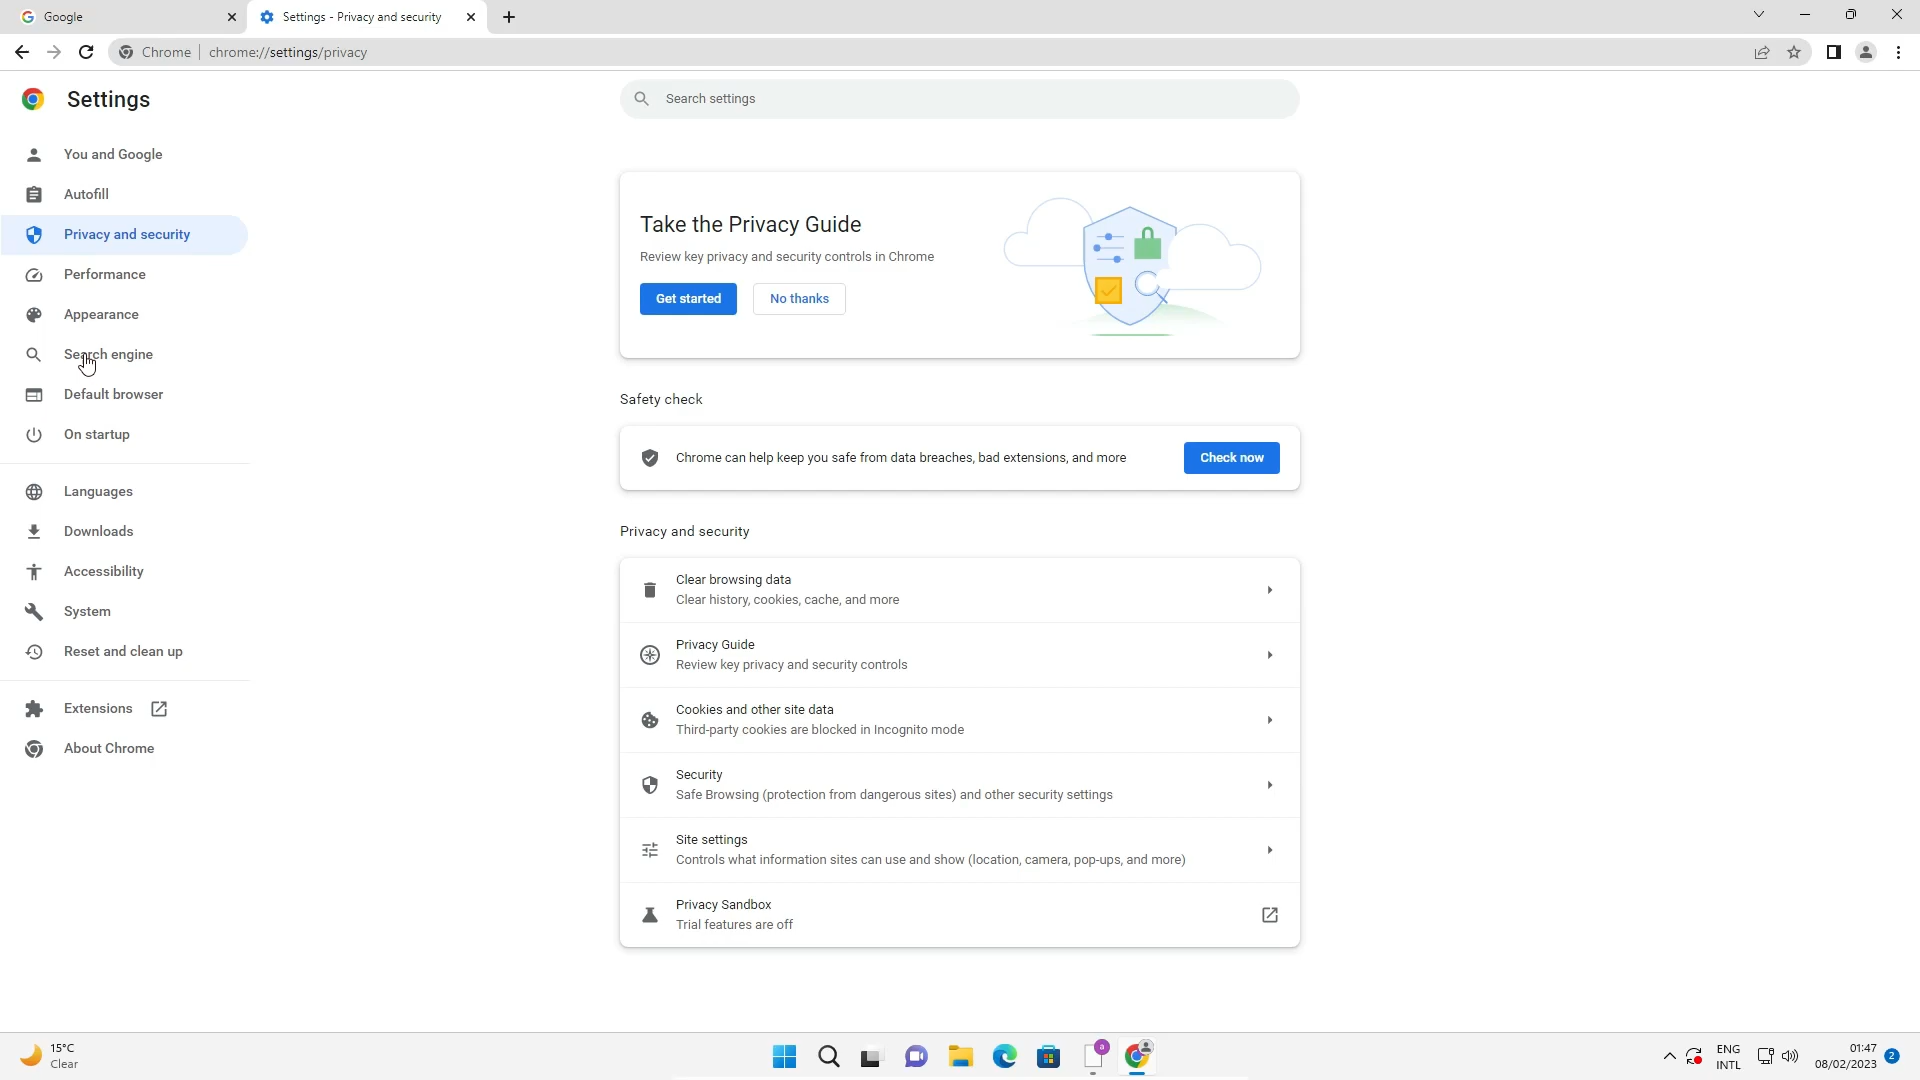 Google
Settings - Privacy and security
Chrome
chrome://settings/privacy
Settings
Search settings
You and Google
Autofill
Privacy and security
Performance
Appearance
Search engine
Default browser
On startup
Languages
Downloads
Accessibility
System
Reset and clean up
Extensions
About Chrome
Take the Privacy Guide
Review key privacy and security controls in Chrome
Get started
No thanks
Safety check
Chrome can help keep you safe from data breaches, bad extensions, and more
Check now
Privacy and security
Clear browsing data
Clear history, cookies, cache, and more
Privacy Guide
Review key privacy and security controls
Cookies and other site data
Third-party cookies are blocked in Incognito mode
Security
Safe Browsing (protection from dangerous sites) and other security settings
Site settings
Controls what information sites can use and show (location, camera, pop-ups, and more)
Privacy Sandbox
Trial features are off
15°C
Clear
a
ENG
INTL
01:47
08/02/2023
2